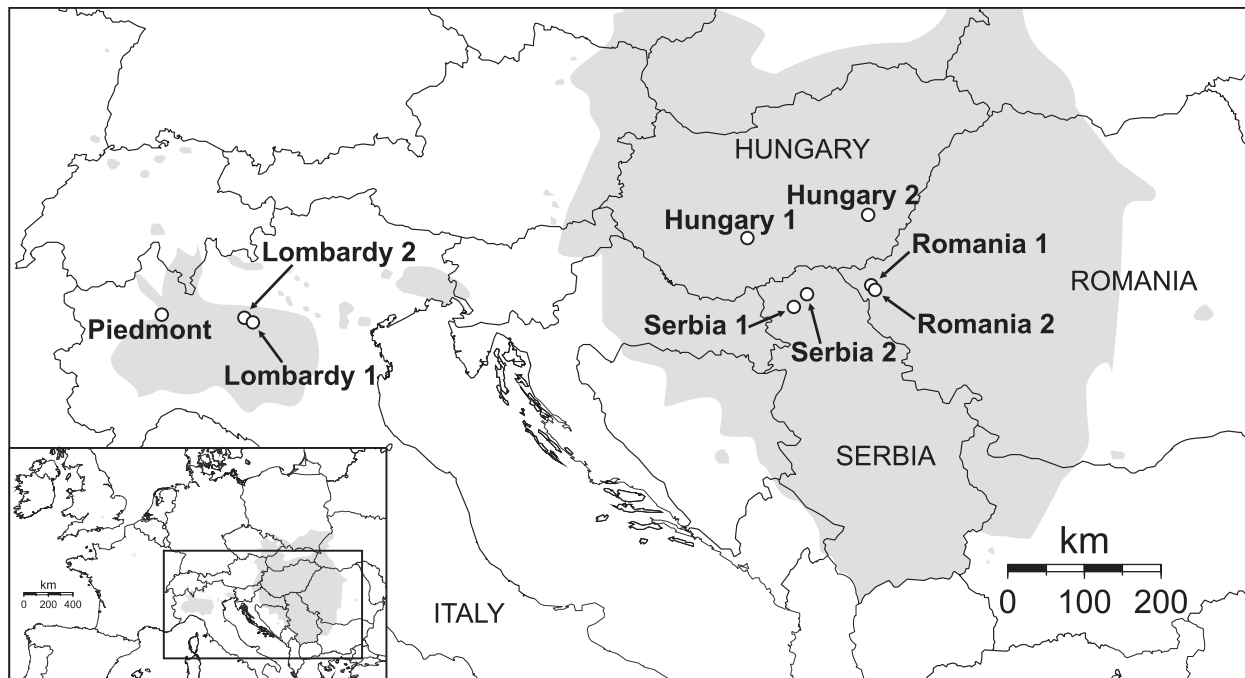 HUNGARY
Hungary 2
Hungary 1
Romania 1
Lombardy 2
ROMANIA
Piedmont
Serbia 1
Romania 2
Serbia 2
Lombardy 1
SERBIA
km
0 100 200
km
0 200 400
ITALY